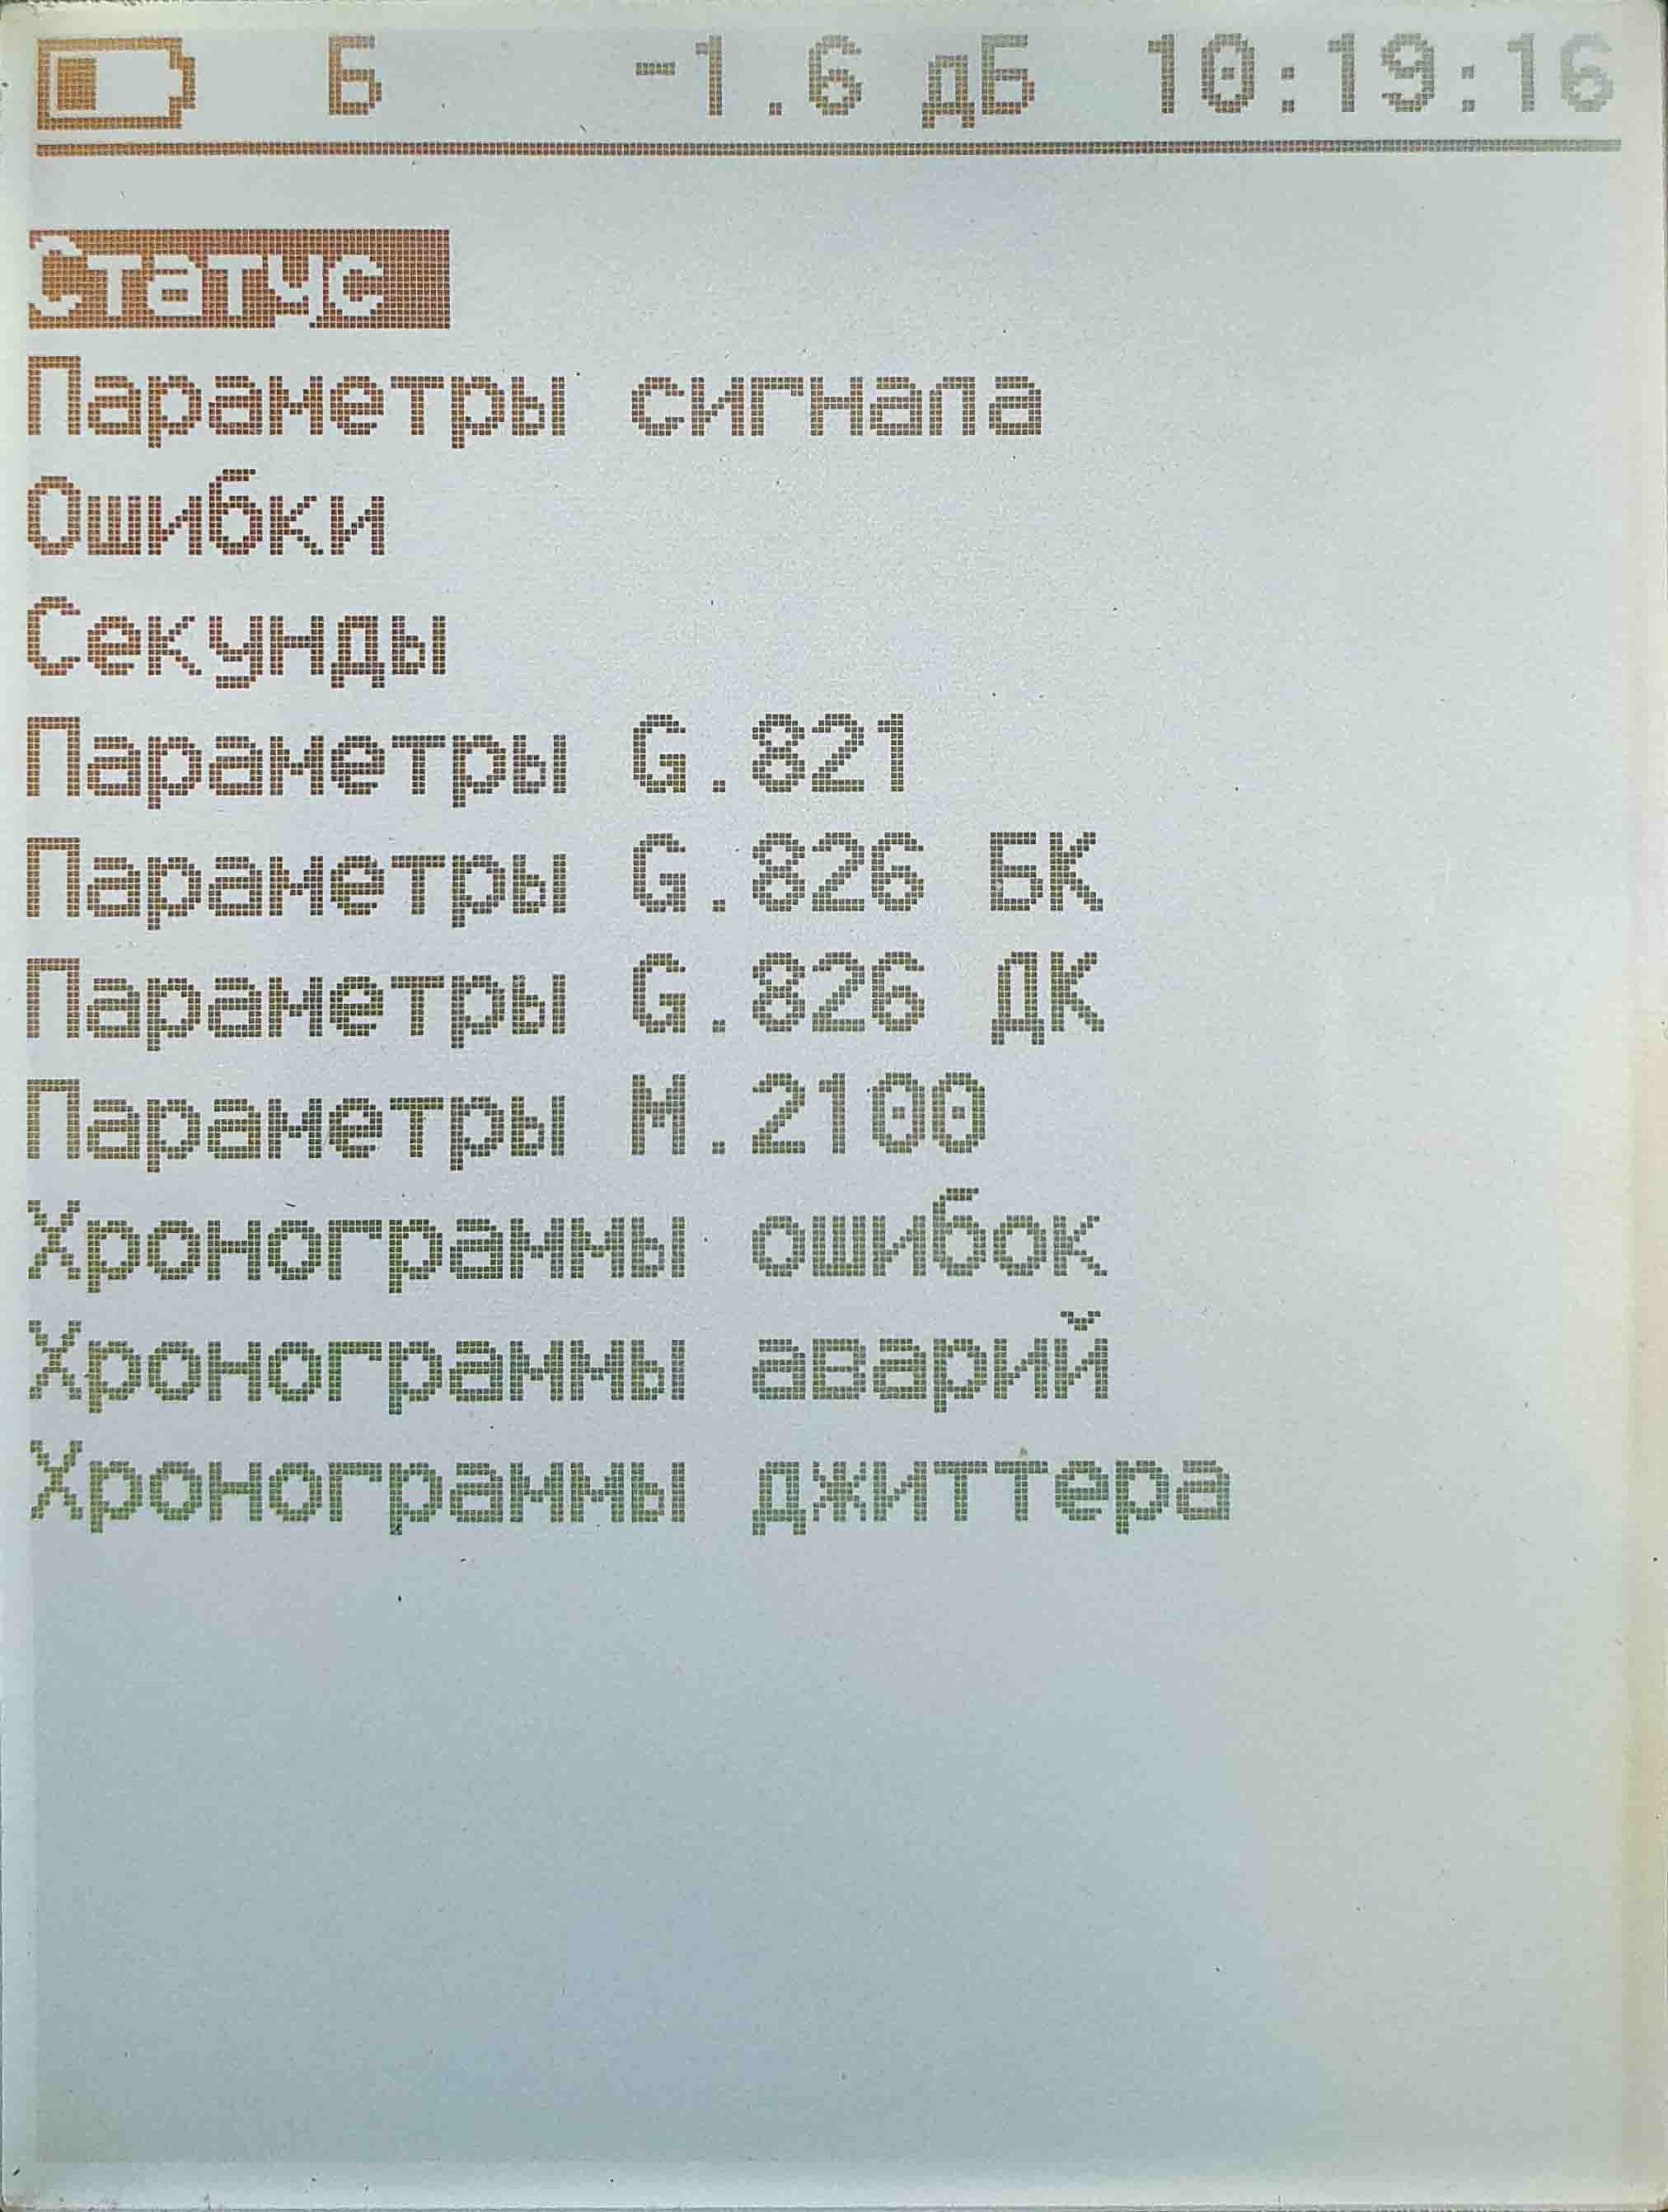 Б -1.6 дБ 10:19:16
Статус
Параметры сигнала
Ошибки
Секунды
Параметры G.821
Параметры G.826 БК
Параметры G.826 ДК
Параметры M.2100
Хронограммы ошибок
Хронограммы аварий
Хронограммы джиттера